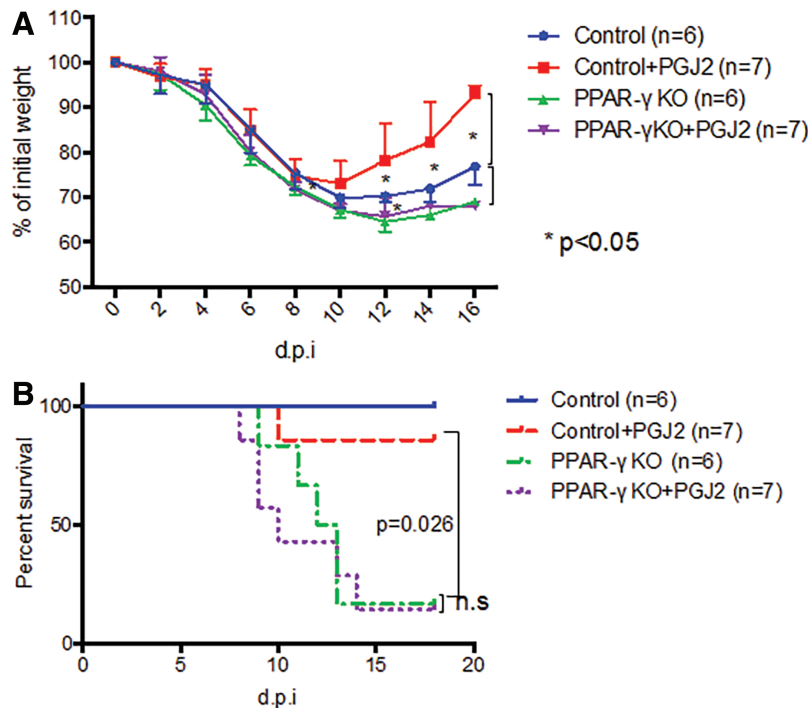 A
110
100
90
80
70
60
50
% of initial weight
0 2 4 6 8 10 12 14 16
d.p.i
Control (n=6)
Control+PGJ2 (n=7)
PPAR-γ KO (n=6)
PPAR-γKO+PGJ2 (n=7)
* * * * *
* p<0.05
B
100
50
0
Percent survival
0 5 10 15 20
d.p.i
p=0.026
n.s
Control (n=6)
Control+PGJ2 (n=7)
PPAR-γ KO (n=6)
PPAR-γ KO+PGJ2 (n=7)